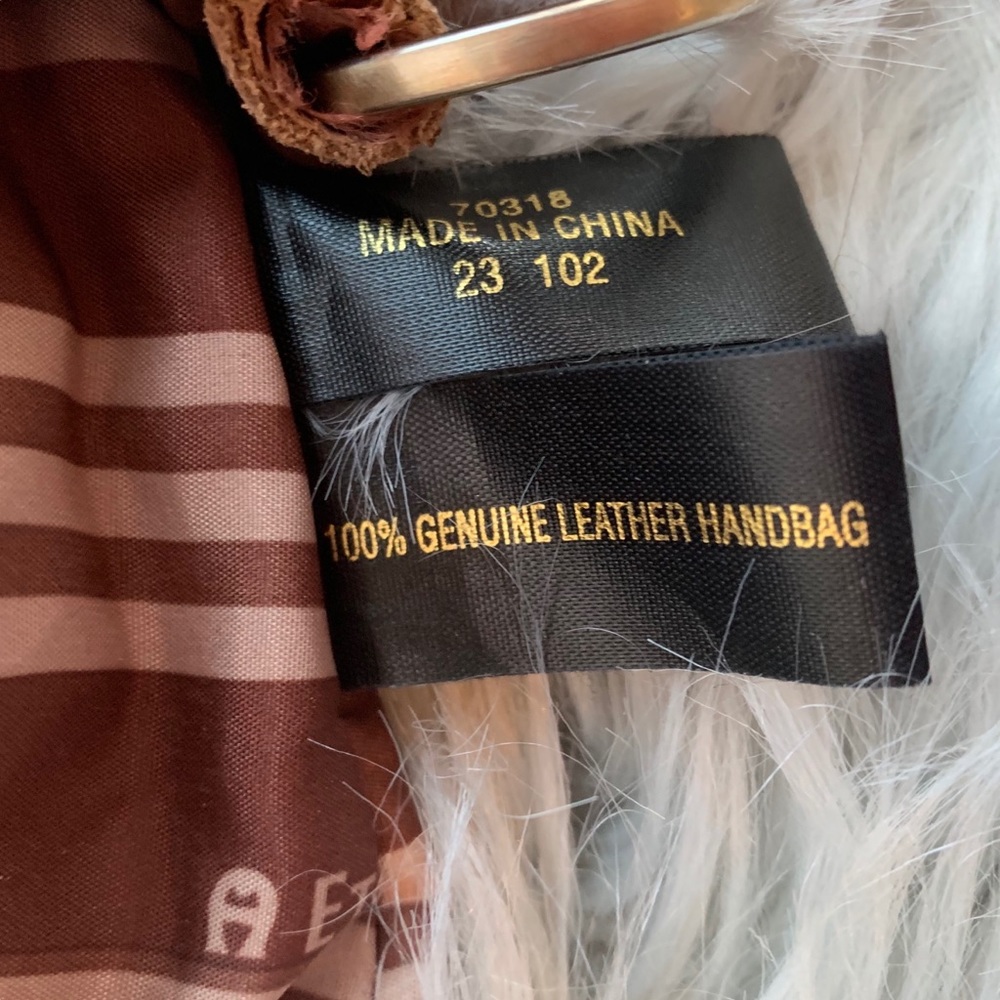 70318
MADE IN CHINA
23 102
100% GENUINE LEATHER HANDBAG